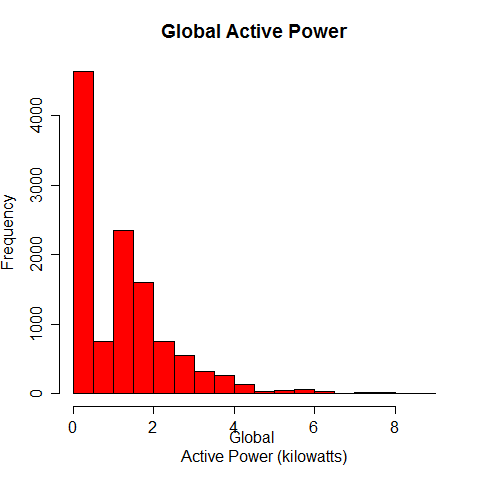 Global Active Power
Frequency
4000
3000
2000
1000
0
0 2 4 6 8
Global
Active Power (kilowatts)